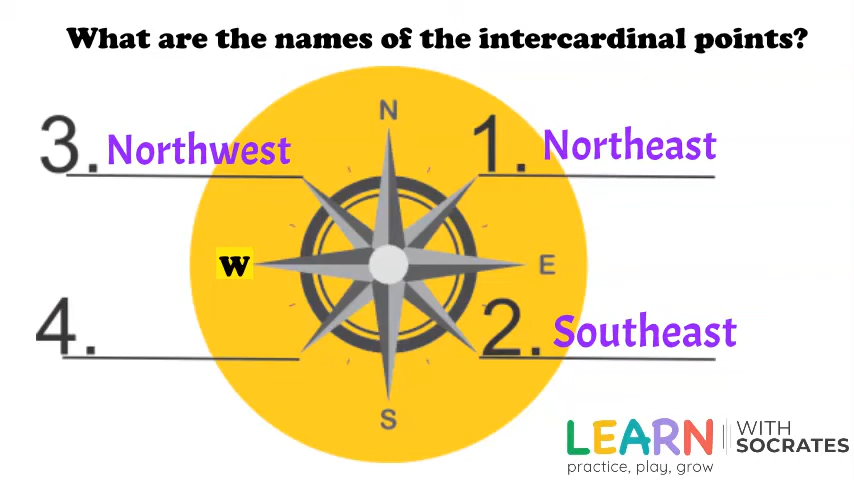 What are the names of the intercardinal points?
N
3. Northwest
1. Northeast
W
E
4.
2. Southeast
S
LEARN WITH SOCRATES
practice, play, grow